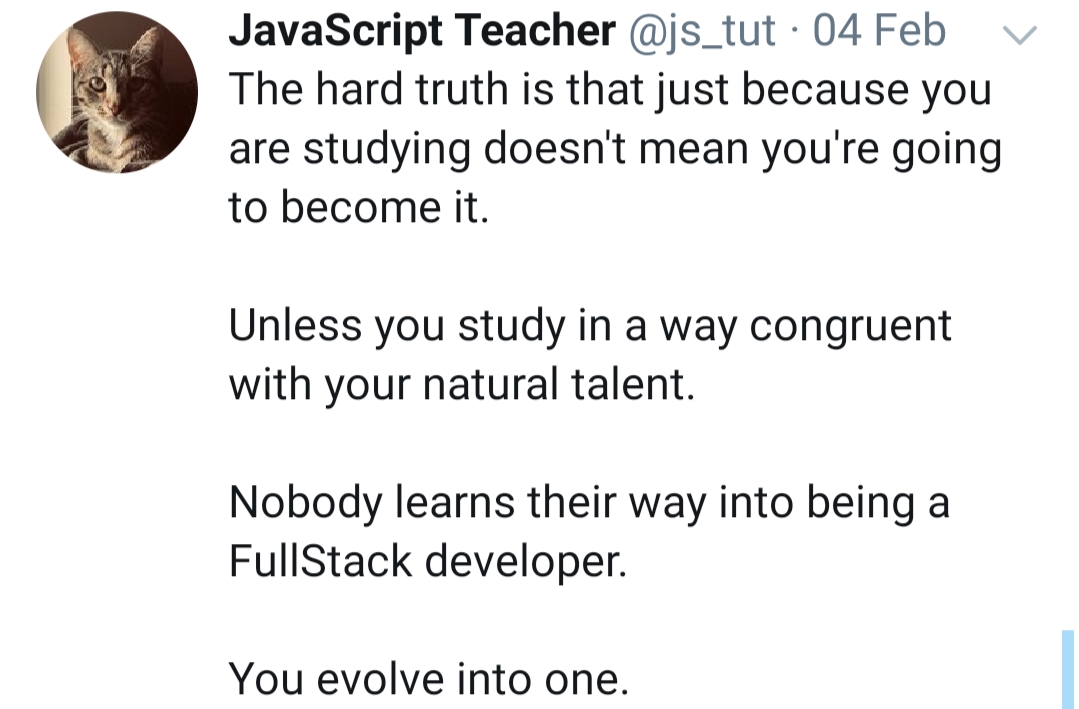 JavaScript Teacher @js_tut · 04 Feb
The hard truth is that just because you
are studying doesn't mean you're going
to become it.
Unless you study in a way congruent
with your natural talent.
Nobody learns their way into being a
FullStack developer.
You evolve into one.